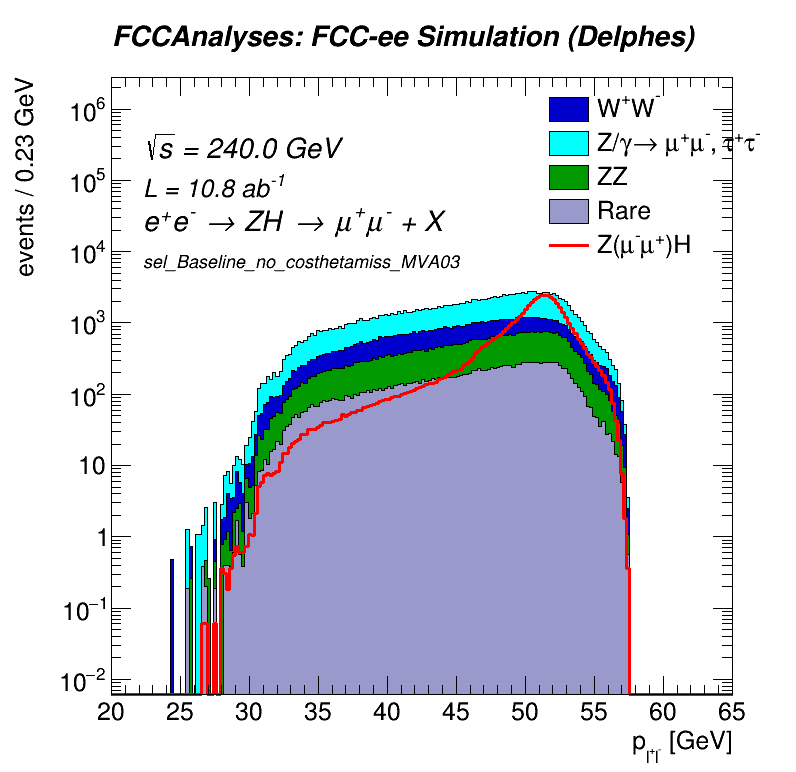 FCCAnalyses: FCC-ee Simulation (Delphes)
events / 0.23 GeV
√s = 240.0 GeV
L = 10.8 ab⁻¹
e⁺e⁻ → ZH → μ⁺μ⁻ + X
sel_Baseline_no_costhetamiss_MVA03
W⁺W⁻
Z/γ→ μ⁺μ⁻, τ⁺τ⁻
ZZ
Rare
Z(μ⁻μ⁺)H
10⁶
10⁵
10⁴
10³
10²
10
1
10⁻¹
10⁻²
20 25 30 35 40 45 50 55 60 65
p_l⁺l⁻ [GeV]